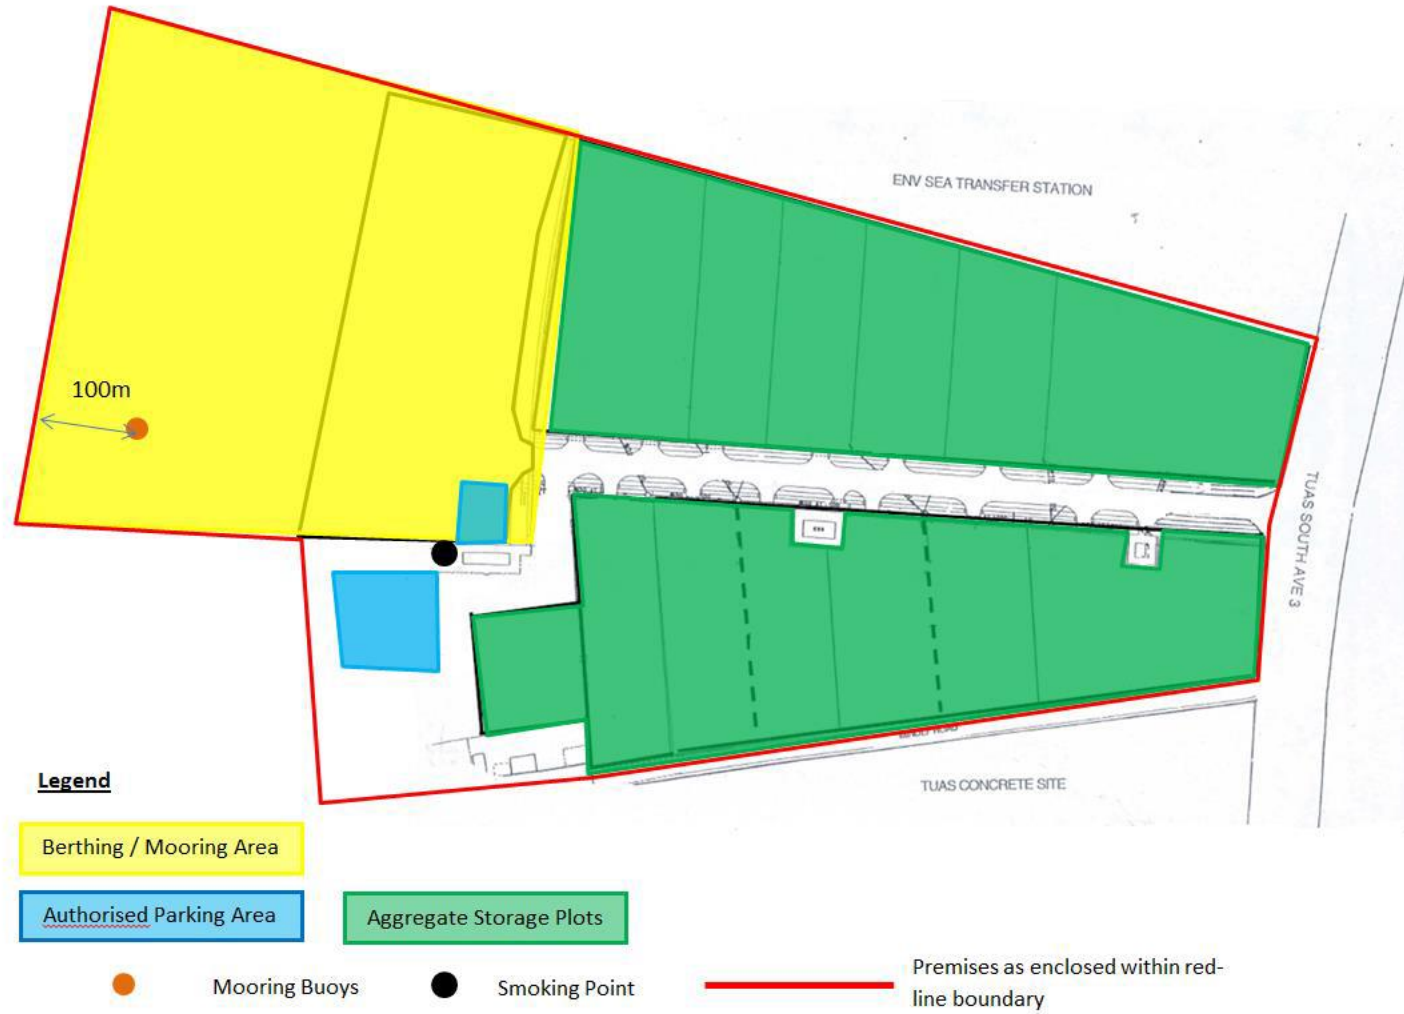 ENV SEA TRANSFER STATION
100m
TUAS SOUTH AVE 3
TUAS CONCRETE SITE
Legend
Berthing / Mooring Area
Authorised Parking Area
Aggregate Storage Plots
Mooring Buoys
Smoking Point
Premises as enclosed within red-
line boundary